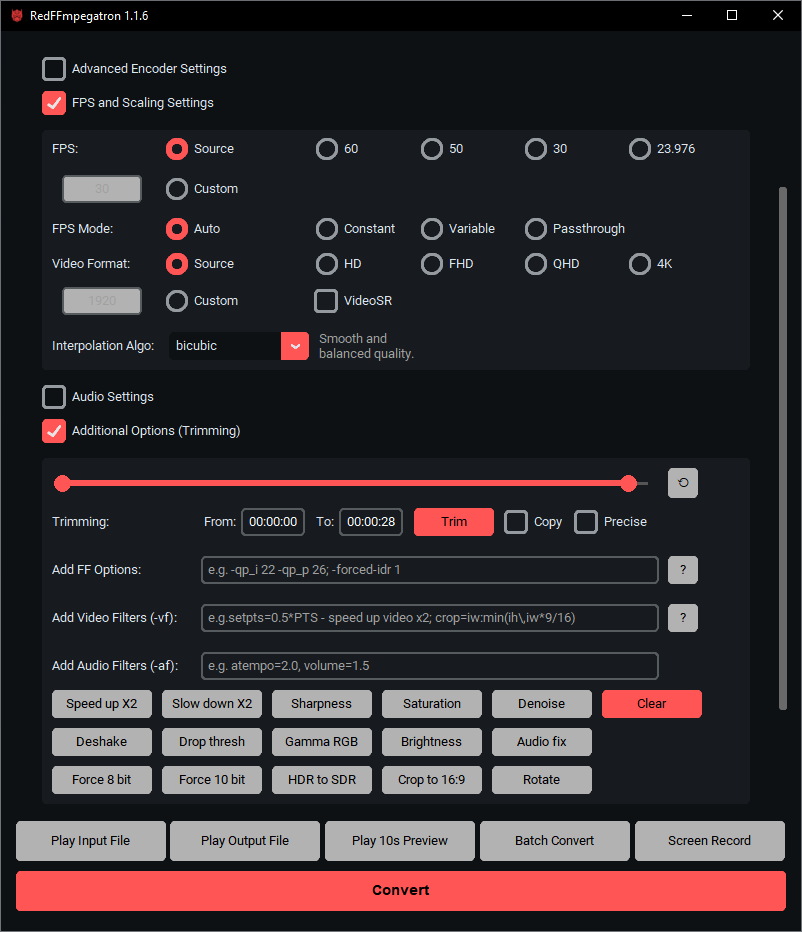 RedFFmpegatron 1.1.6
Advanced Encoder Settings
FPS and Scaling Settings
FPS: Source 60 50 30 23.976
30 Custom
FPS Mode: Auto Constant Variable Passthrough
Video Format: Source HD FHD QHD 4K
1920 Custom VideoSR
Interpolation Algo: bicubic Smooth and
balanced quality.
Audio Settings
Additional Options (Trimming)
Trimming: From: 00:00:00 To: 00:00:28 Trim Copy Precise
Add FF Options: e.g. -qp_i 22 -qp_p 26; -forced-idr 1 ?
Add Video Filters (-vf): e.g.setpts=0.5*PTS - speed up video x2; crop=iw:min(ih\,iw*9/16) ?
Add Audio Filters (-af): e.g. atempo=2.0, volume=1.5
Speed up X2 Slow down X2 Sharpness Saturation Denoise Clear
Deshake Drop thresh Gamma RGB Brightness Audio fix
Force 8 bit Force 10 bit HDR to SDR Crop to 16:9 Rotate
Play Input File Play Output File Play 10s Preview Batch Convert Screen Record
Convert